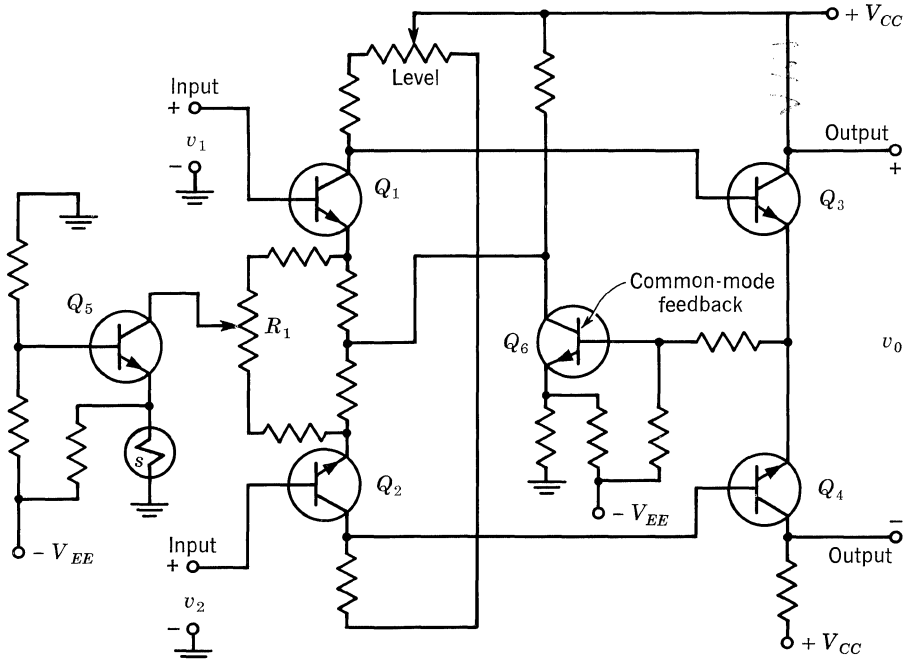 + V_CC
Level
Input
+
v_1
−
Q_1
Output
+
Q_3
Q_5
R_1
Common-mode
feedback
Q_6
v_0
s
Q_2
Q_4
− V_EE
− V_EE
Input
+
v_2
−
−
Output
+ V_CC